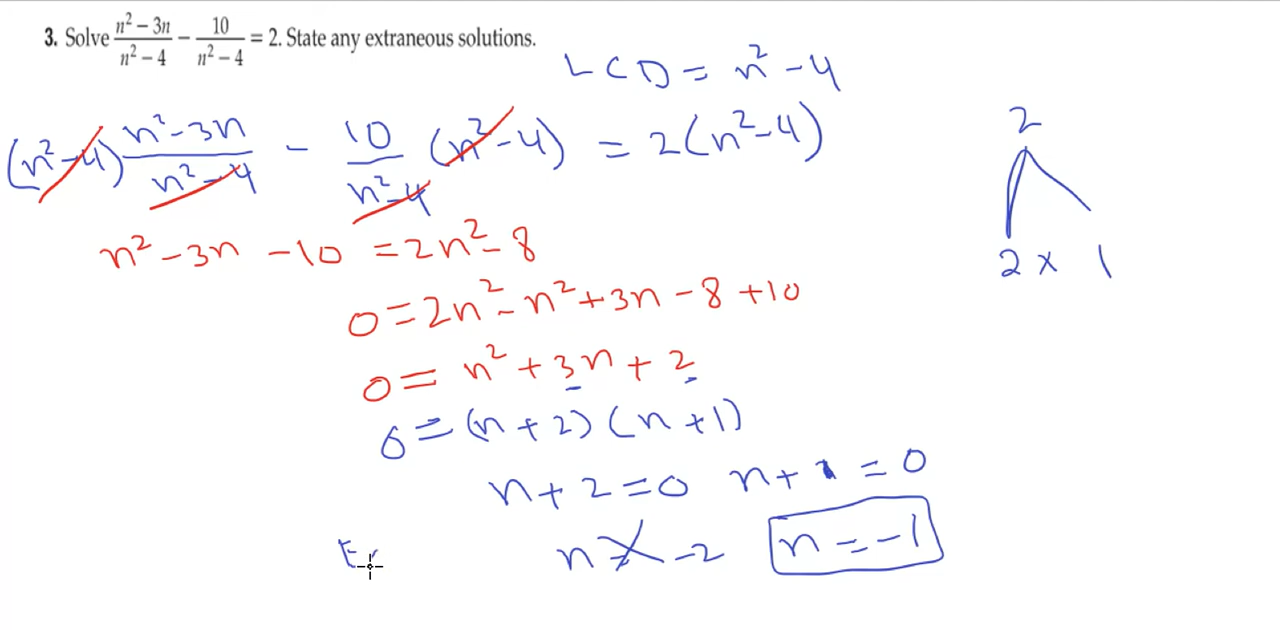 3. Solve (n² − 3n)/(n² − 4) − 10/(n² − 4) = 2. State any extraneous solutions.
LCD = n² − 4
(n² − 4) (n² − 3n)/(n² − 4) − 10/(n² − 4) (n² − 4) = 2(n² − 4)
2
2 × 1
n² − 3n − 10 = 2n² − 8
0 = 2n² − n² + 3n − 8 + 10
0 = n² + 3n + 2
0 = (n + 2) (n + 1)
n + 2 = 0 n + 1 = 0
n = −2 n = −1
Ex